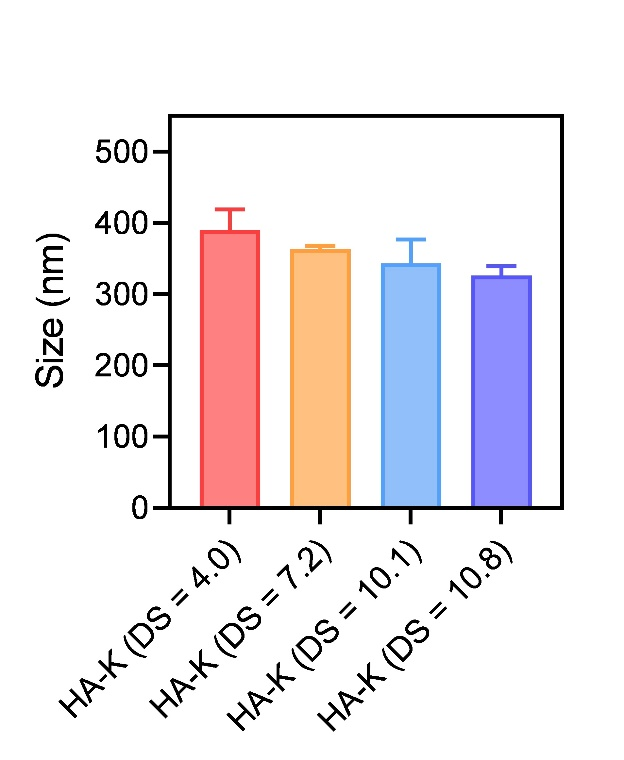 500
400
300
200
100
0
Size (nm)
HA-K (DS = 4.0)
HA-K (DS = 7.2)
HA-K (DS = 10.1)
HA-K (DS = 10.8)